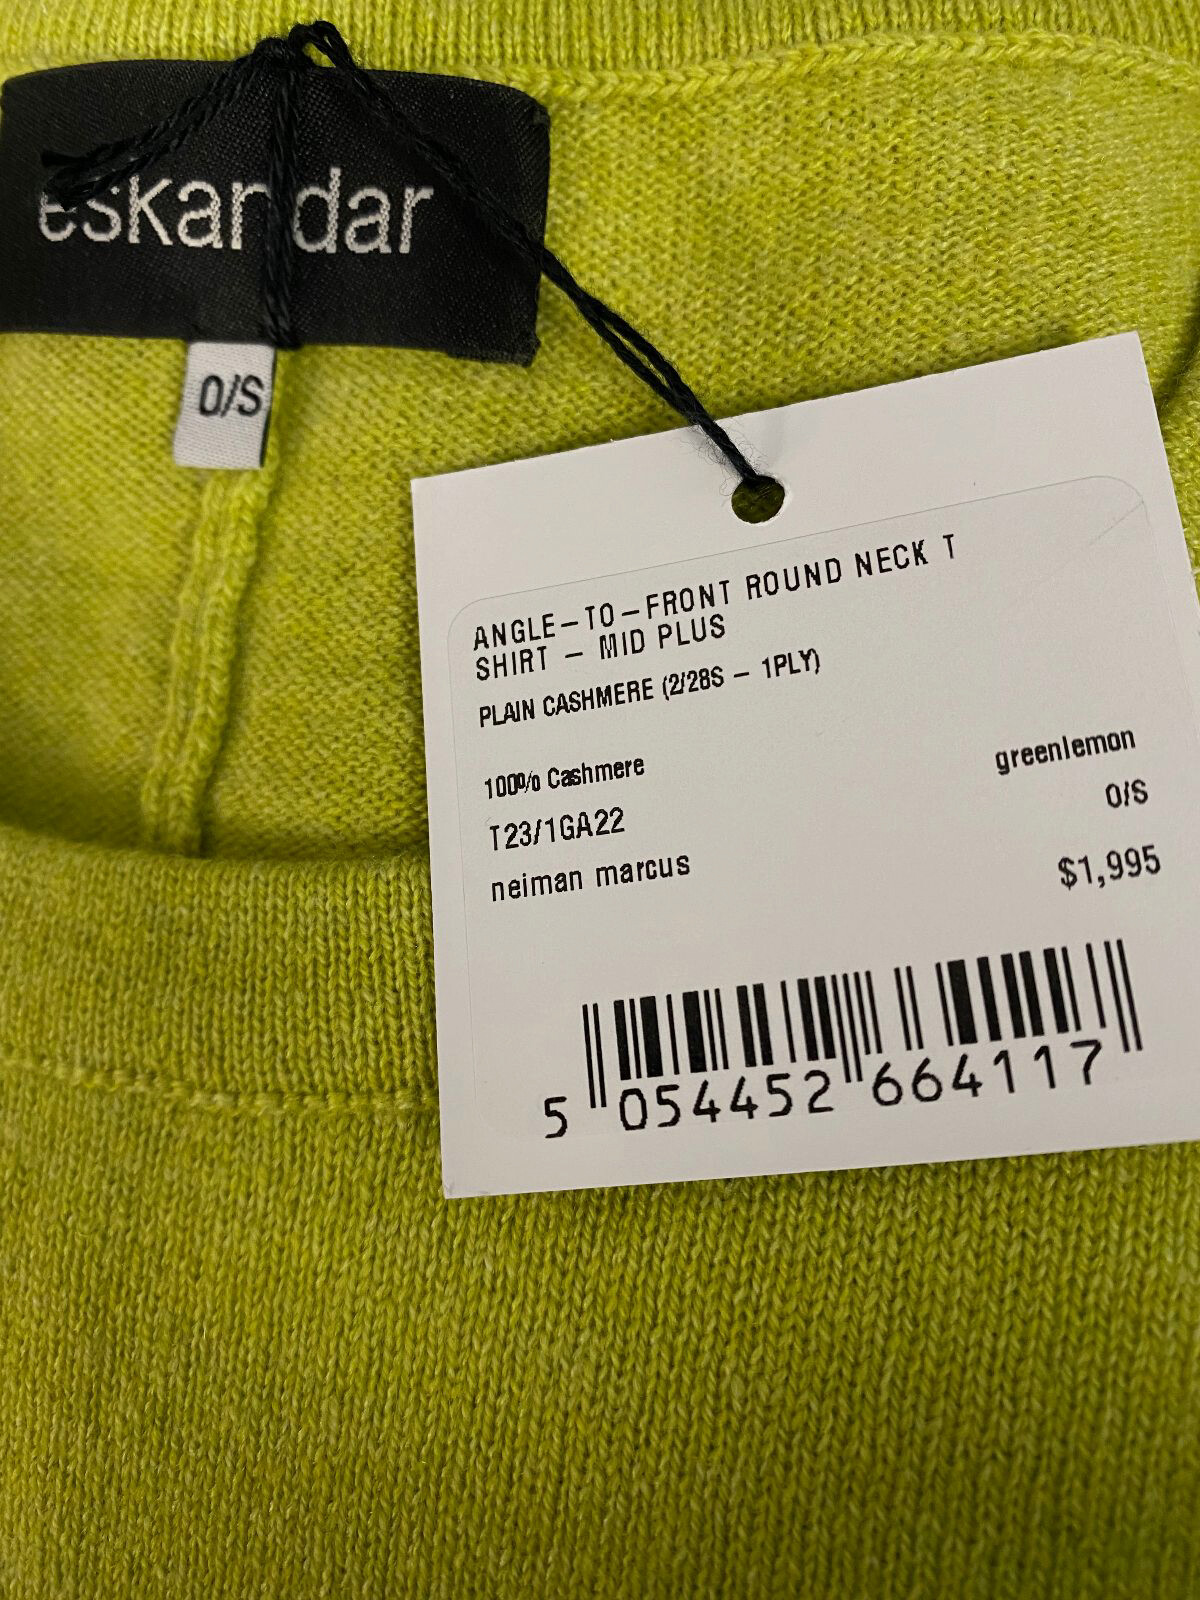 eskandar
O/S
ANGLE-TO-FRONT ROUND NECK T
SHIRT - MID PLUS
PLAIN CASHMERE (2/28S - 1PLY)
100% Cashmere
greenlemon
T23/1GA22
O/S
neiman marcus
$1,995
5 054452 664117